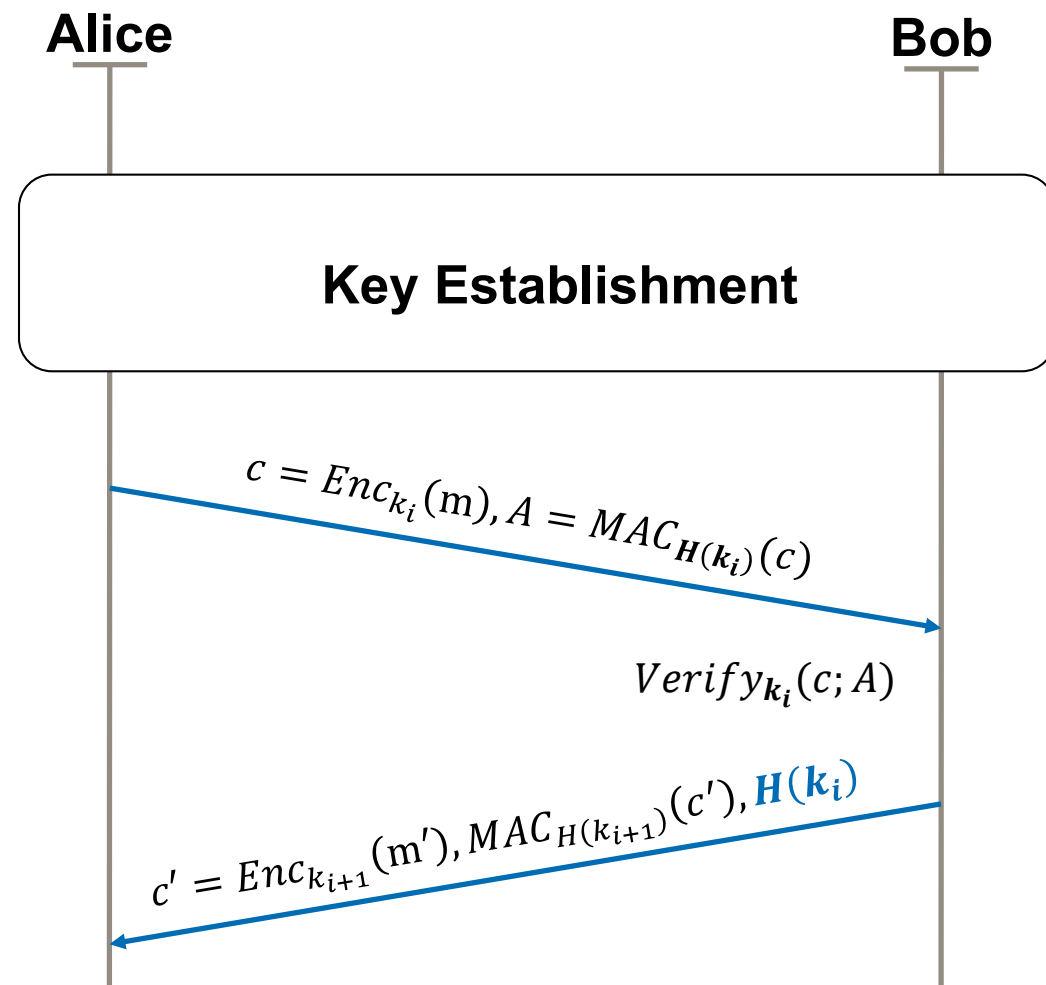 Alice
Bob
Key Establishment
c = Enc_{k_i}(m), A = MAC_{H(k_i)}(c)
Verify_{k_i}(c; A)
c' = Enc_{k_{i+1}}(m'), MAC_{H(k_{i+1})}(c'), H(k_i)